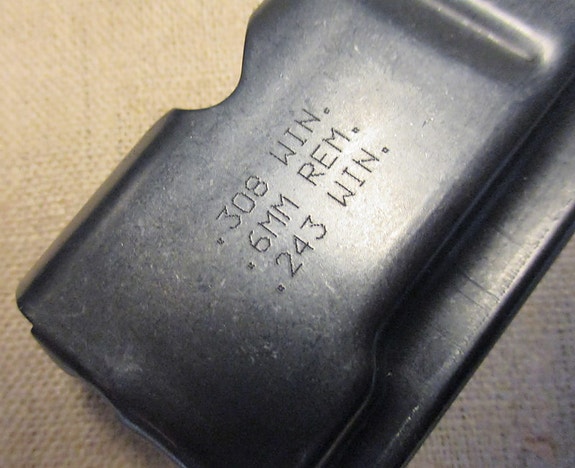 .308 WIN.
.6MM REM.
.243 WIN.